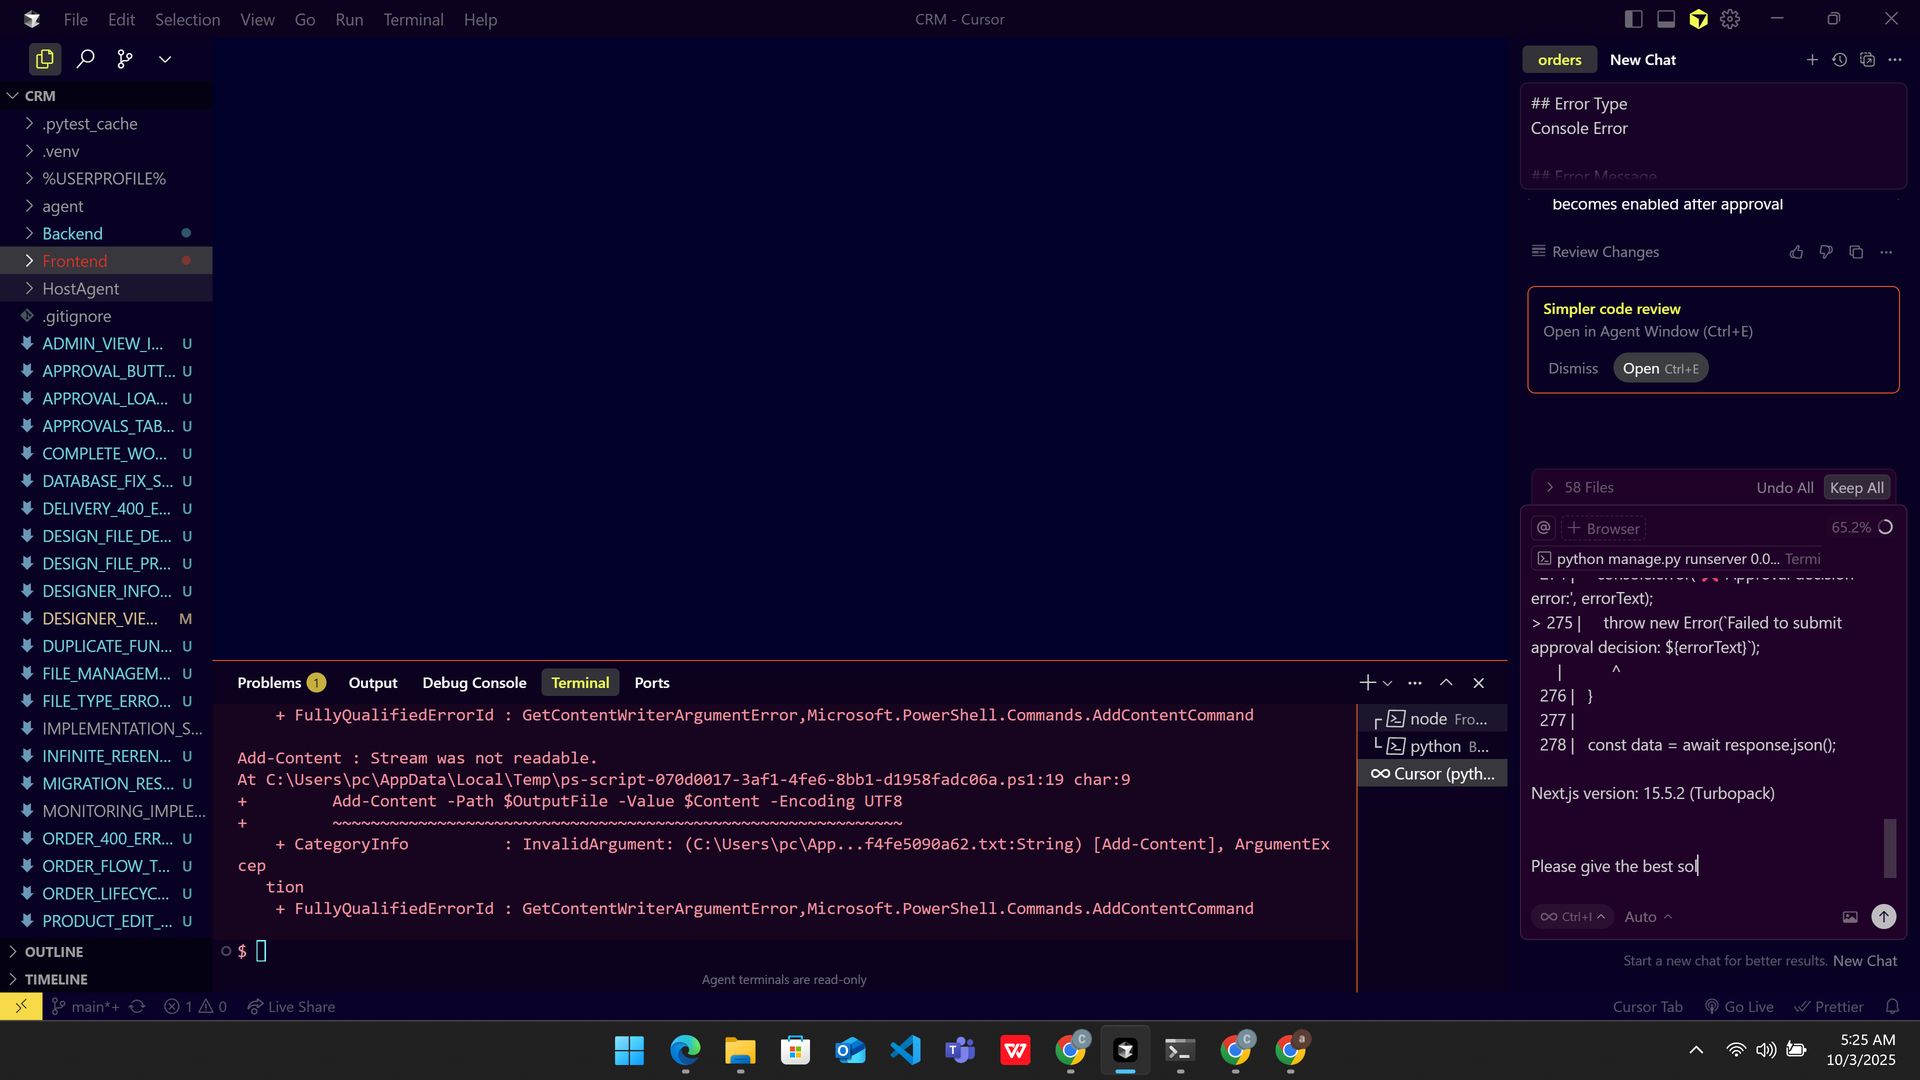 File Edit Selection View Go Run Terminal Help
CRM - Cursor
CRM
.pytest_cache
.venv
%USERPROFILE%
agent
Backend
Frontend
HostAgent
.gitignore
ADMIN_VIEW_I... U
APPROVAL_BUTT... U
APPROVAL_LOA... U
APPROVALS_TAB... U
COMPLETE_WO... U
DATABASE_FIX_S... U
DELIVERY_400_E... U
DESIGN_FILE_DE... U
DESIGN_FILE_PR... U
DESIGNER_INFO... U
DESIGNER_VIE... M
DUPLICATE_FUN... U
FILE_MANAGEM... U
FILE_TYPE_ERRO... U
IMPLEMENTATION_S...
INFINITE_REREN... U
MIGRATION_RES... U
MONITORING_IMPLE...
ORDER_400_ERR... U
ORDER_FLOW_T... U
ORDER_LIFECYC... U
PRODUCT_EDIT_... U
OUTLINE
TIMELINE
Problems 1 Output Debug Console Terminal Ports
+ FullyQualifiedErrorId : GetContentWriterArgumentError,Microsoft.PowerShell.Commands.AddContentCommand
Add-Content : Stream was not readable.
At C:\Users\pc\AppData\Local\Temp\ps-script-070d0017-3af1-4fe6-8bb1-d1958fadc06a.ps1:19 char:9
+         Add-Content -Path $OutputFile -Value $Content -Encoding UTF8
+         ~~~~~~~~~~~~~~~~~~~~~~~~~~~~~~~~~~~~~~~~~~~~~~~~~~~~~~~~~~~~
+ CategoryInfo          : InvalidArgument: (C:\Users\pc\App...f4fe5090a62.txt:String) [Add-Content], ArgumentEx
cep
tion
+ FullyQualifiedErrorId : GetContentWriterArgumentError,Microsoft.PowerShell.Commands.AddContentCommand
$
Agent terminals are read-only
node Fro...
python B...
Cursor (pyth...
orders New Chat
## Error Type
Console Error
## Error Message
becomes enabled after approval
Review Changes
Simpler code review
Open in Agent Window (Ctrl+E)
Dismiss Open Ctrl+E
58 Files Undo All Keep All
@ + Browser 65.2%
python manage.py runserver 0.0... Termi
error:', errorText);
> 275 |     throw new Error(`Failed to submit
approval decision: ${errorText}`);
|           ^
276 |   }
277 |
278 |   const data = await response.json();
Next.js version: 15.5.2 (Turbopack)
Please give the best sol
Ctrl+I Auto
Start a new chat for better results. New Chat
main*+ 1 0 Live Share
Cursor Tab Go Live Prettier
5:25 AM
10/3/2025